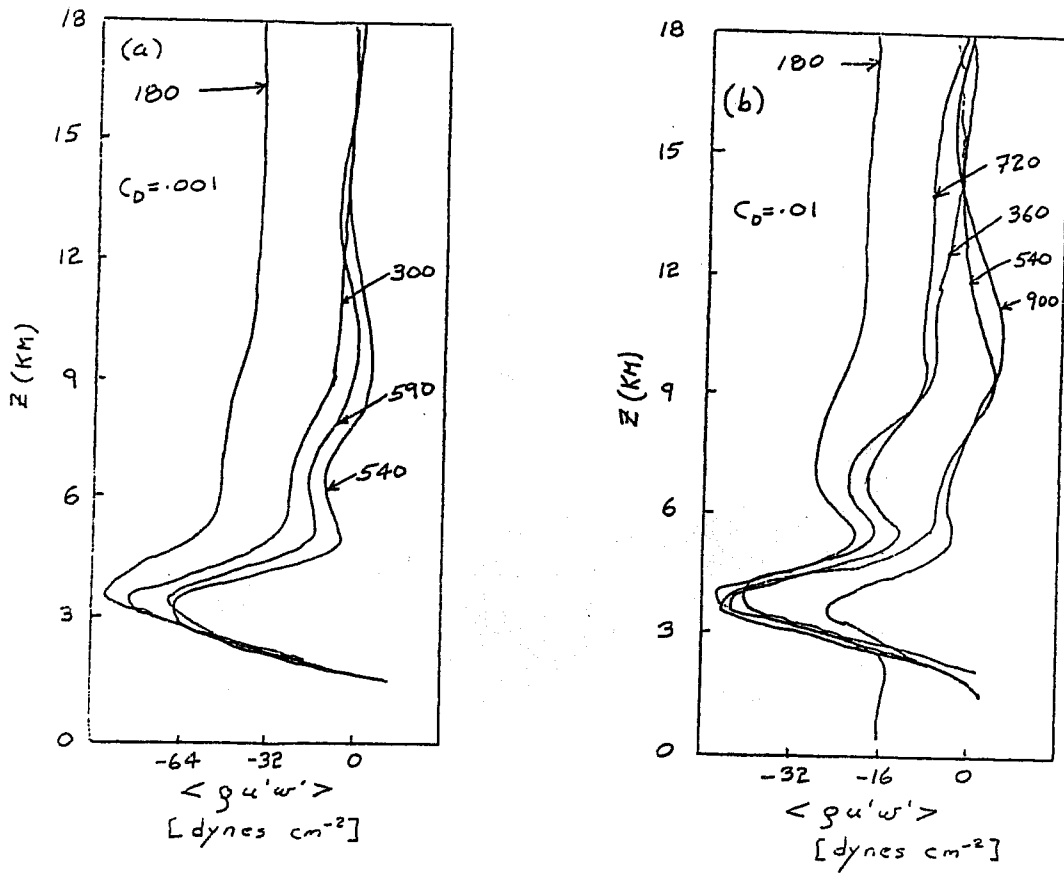 18
(a)
180
15
C_D=.001
12
300
Z (KM)
9
590
540
6
3
0
-64 -32 0
< ρu'w' >
[dynes cm⁻²]
18
180
(b)
15
720
C_D=.01
360
12
540
900
Z (KM)
9
6
3
0
-32 -16 0
< ρu'w' >
[dynes cm⁻²]